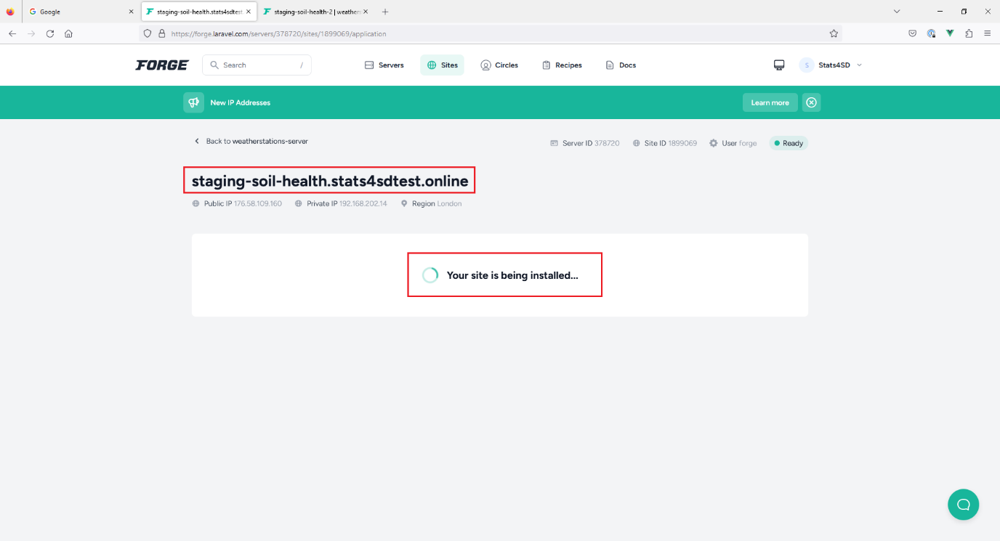 Google
staging-soil-health.stats4sdtest
staging-soil-health-2 | weathers
https://forge.laravel.com/servers/378720/sites/1899069/application
FORGE
Search /
Servers
Sites
Circles
Recipes
Docs
S
Stats4SD
New IP Addresses
Learn more
Back to weatherstations-server
Server ID 378720
Site ID 1899069
User forge
Ready
staging-soil-health.stats4sdtest.online
Public IP 176.58.109.160
Private IP 192.168.202.14
Region London
Your site is being installed...